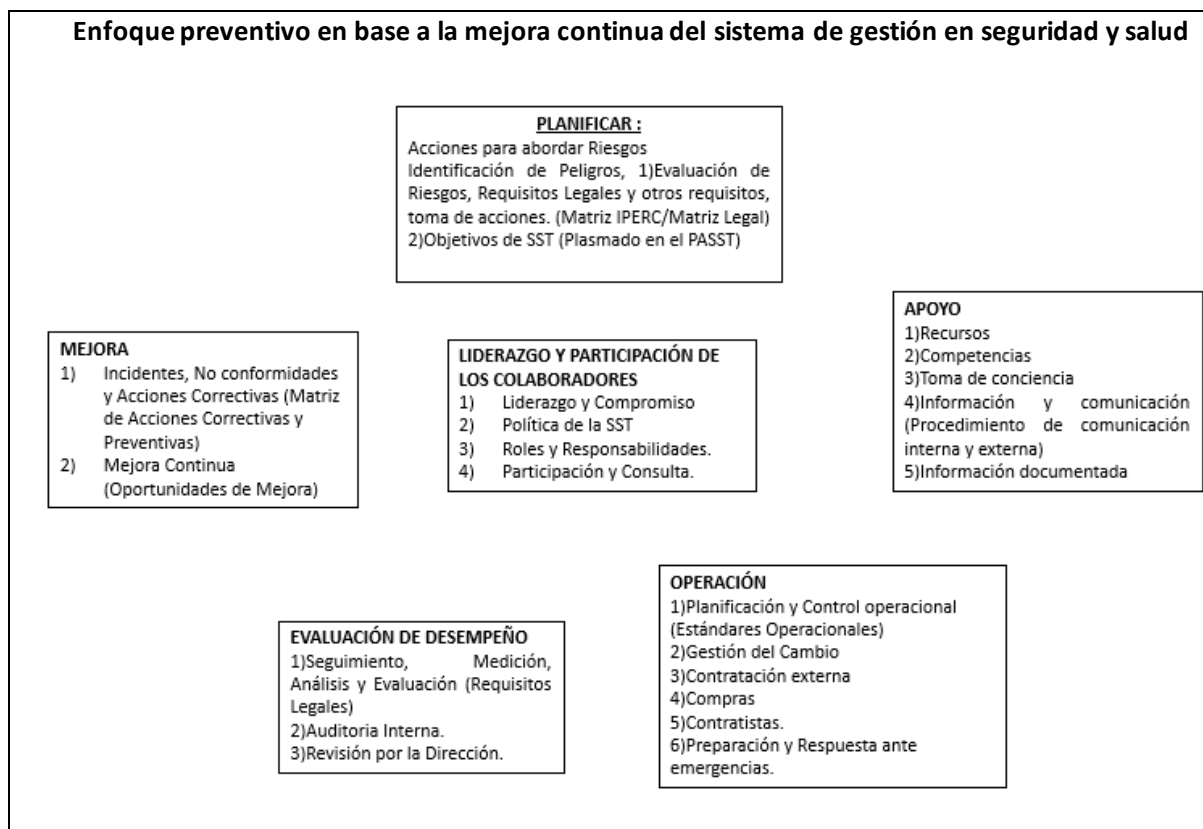 Enfoque preventivo en base a la mejora continua del sistema de gestión en seguridad y salud
PLANIFICAR :
Acciones para abordar Riesgos
Identificación de Peligros, 1)Evaluación de
Riesgos, Requisitos Legales y otros requisitos,
toma de acciones. (Matriz IPERC/Matriz Legal)
2)Objetivos de SST (Plasmado en el PASST)
MEJORA
1) Incidentes, No conformidades
y Acciones Correctivas (Matriz
de Acciones Correctivas y
Preventivas)
2) Mejora Continua
(Oportunidades de Mejora)
LIDERAZGO Y PARTICIPACIÓN DE
LOS COLABORADORES
1) Liderazgo y Compromiso
2) Política de la SST
3) Roles y Responsabilidades.
4) Participación y Consulta.
APOYO
1)Recursos
2)Competencias
3)Toma de conciencia
4)Información y comunicación
(Procedimiento de comunicación
interna y externa)
5)Información documentada
EVALUACIÓN DE DESEMPEÑO
1)Seguimiento, Medición,
Análisis y Evaluación (Requisitos
Legales)
2)Auditoria Interna.
3)Revisión por la Dirección.
OPERACIÓN
1)Planificación y Control operacional
(Estándares Operacionales)
2)Gestión del Cambio
3)Contratación externa
4)Compras
5)Contratistas.
6)Preparación y Respuesta ante
emergencias.